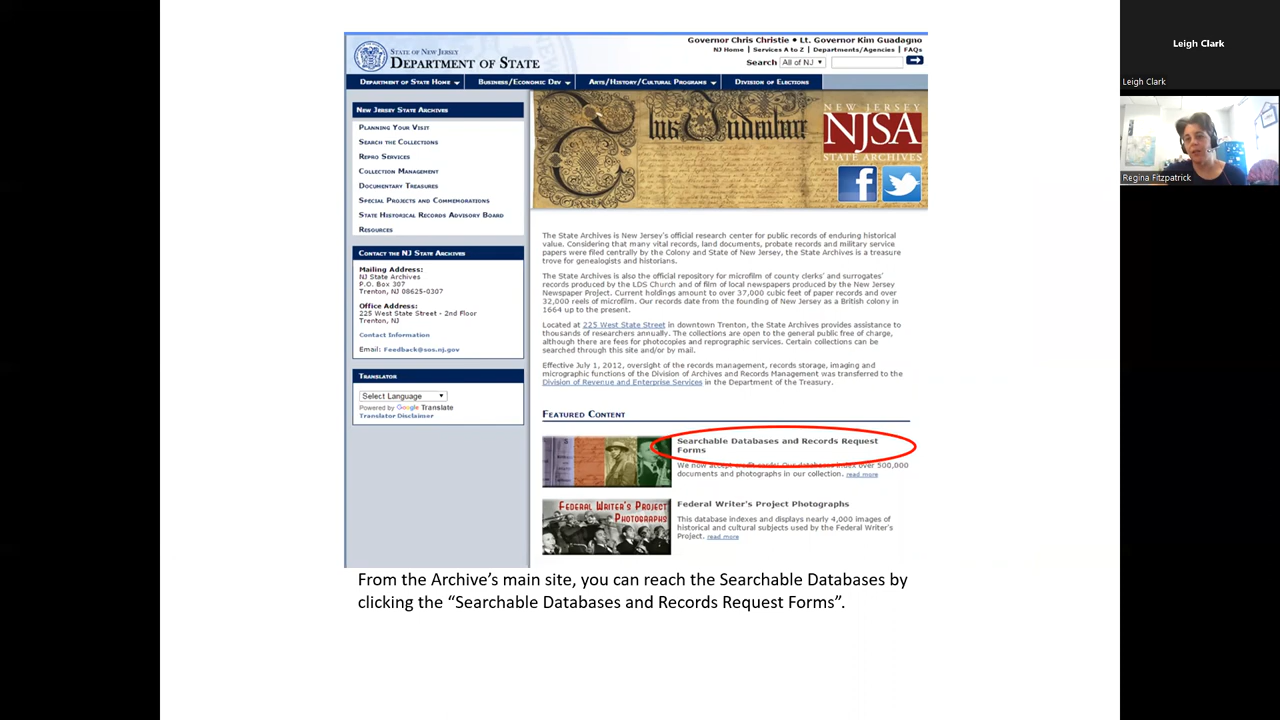 Governor Chris Christie • Lt. Governor Kim Guadagno
NJ Home | Services A to Z | Departments/Agencies | FAQs
State of New Jersey
Department of State
Search All of NJ
Department of State Home
Business/Economic Dev
Arts/History/Cultural Programs
Division of Elections
New Jersey State Archives
Planning Your Visit
Search the Collections
Repro Services
Collection Management
Documentary Treasures
Special Projects and Commemorations
State Historical Records Advisory Board
Resources
Contact the NJ State Archives
Mailing Address:
NJ State Archives
P.O. Box 307
Trenton, NJ 08625-0307
Office Address:
225 West State Street - 2nd Floor
Trenton, NJ
Contact Information
Email: Feedback@sos.nj.gov
Translator
Select Language
Powered by Google Translate
Translator Disclaimer
This Indenture
NEW JERSEY
NJSA
STATE ARCHIVES
The State Archives is New Jersey's official research center for public records of enduring historical
value. Considering that many vital records, land documents, probate records and military service
papers were filed centrally by the Colony and State of New Jersey, the State Archives is a treasure
trove for genealogists and historians.
The State Archives is also the official repository for microfilm of county clerks' and surrogates'
records produced by the LDS Church and of film of local newspapers produced by the New Jersey
Newspaper Project. Current holdings amount to over 37,000 cubic feet of paper records and over
32,000 reels of microfilm. Our records date from the founding of New Jersey as a British colony in
1664 up to the present.
Located at 225 West State Street in downtown Trenton, the State Archives provides assistance to
thousands of researchers annually. The collections are open to the general public free of charge,
although there are fees for photocopies and reprographic services. Certain collections can be
searched through this site and/or by mail.
Effective July 1, 2012, oversight of the records management, records storage, imaging and
micrographic functions of the Division of Archives and Records Management was transferred to the
Division of Revenue and Enterprise Services in the Department of the Treasury.
Featured Content
Searchable Databases and Records Request
Forms
We now accept credit cards! Our databases index over 500,000
documents and photographs in our collection. read more
Federal Writer's Project
Photographs
Federal Writer's Project Photographs
This database indexes and displays nearly 4,000 images of
historical and cultural subjects used by the Federal Writer's
Project. read more
From the Archive's main site, you can reach the Searchable Databases by
clicking the “Searchable Databases and Records Request Forms”.
Leigh Clark
Leigh Clark
Regina Fitzpatrick